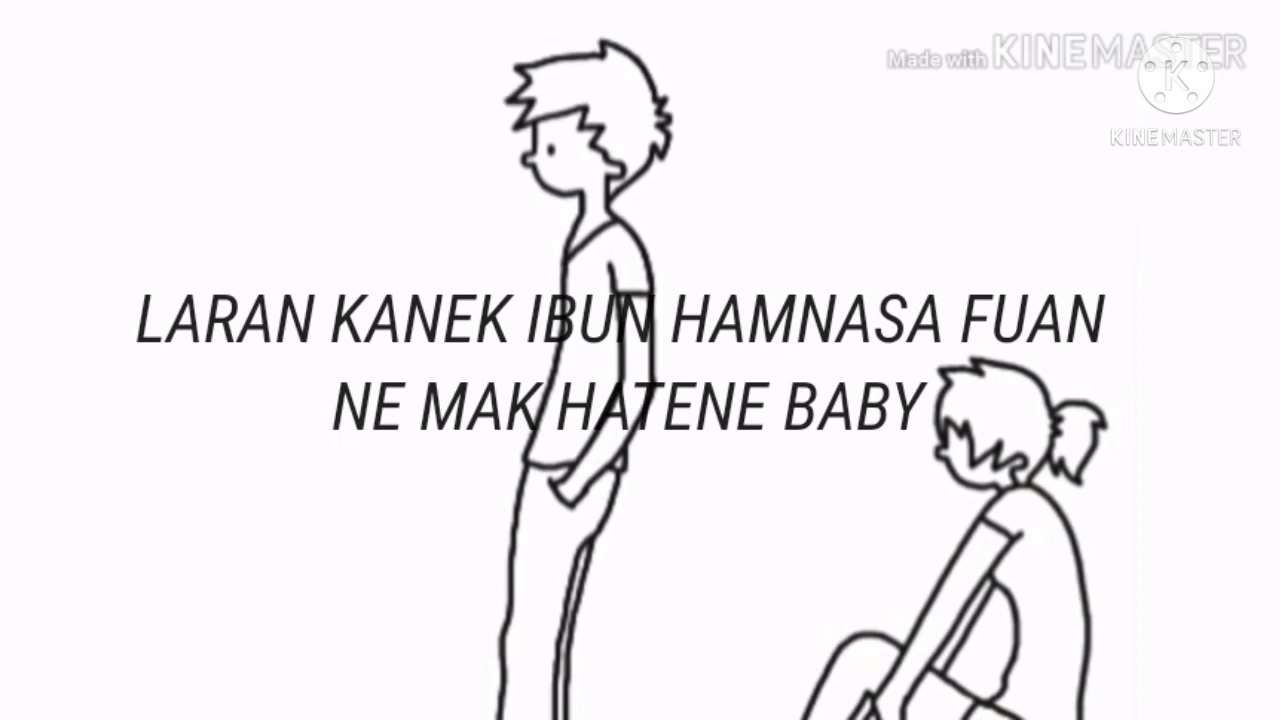 Made with KINEMASTER
KINEMASTER
LARAN KANEK IBUN HAMNASA FUAN
NE MAK HATENE BABY